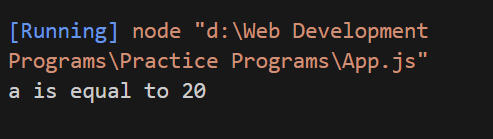 [Running] node "d:\Web Development
Programs\Practice Programs\App.js"
a is equal to 20